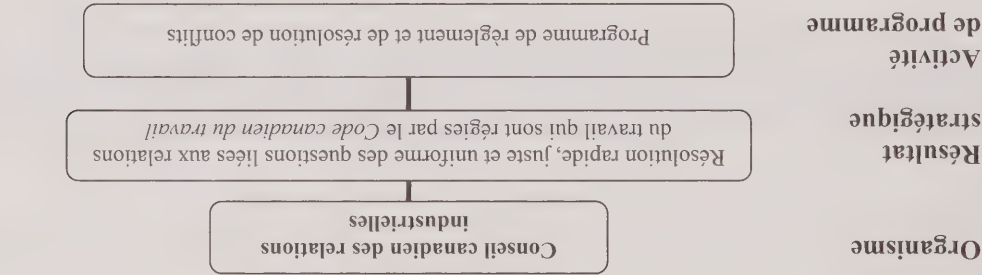 Organisme
Conseil canadien des relations
industrielles
Résultat
stratégique
Résolution rapide, juste et uniforme des questions liées aux relations
du travail qui sont régies par le Code canadien du travail
Activité
de programme
Programme de règlement et de résolution de conflits